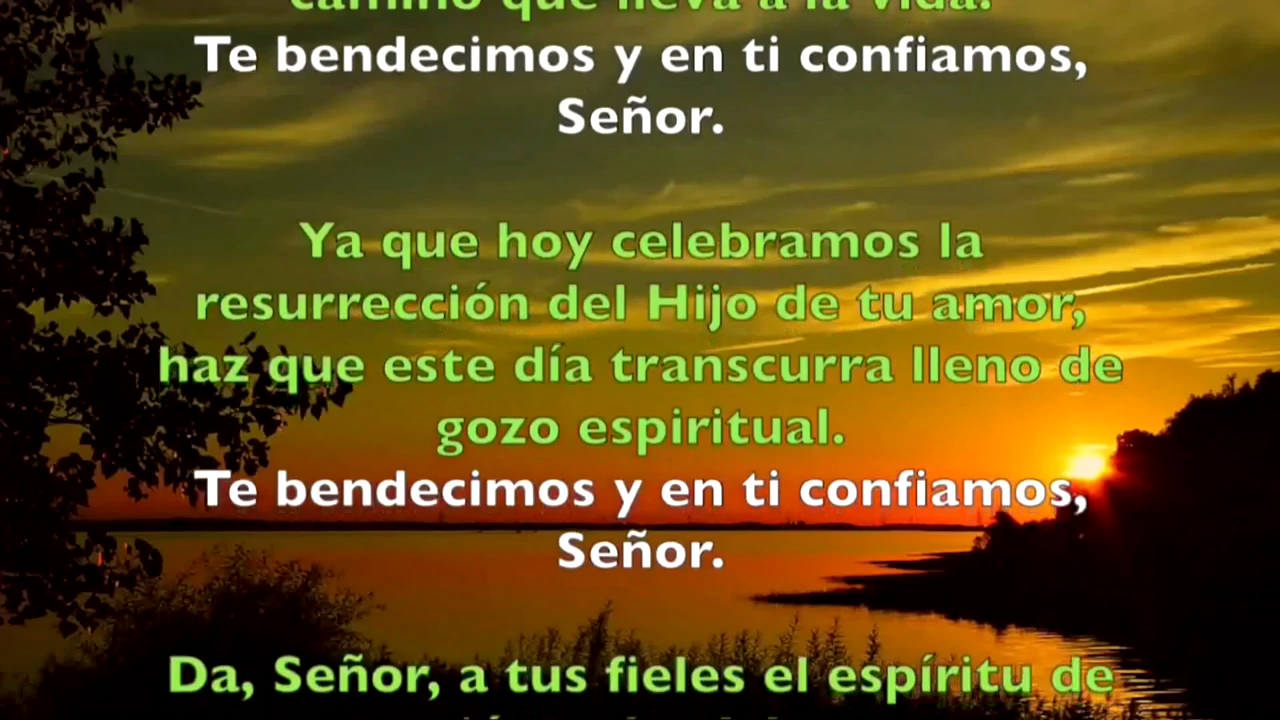 camino que lleva a la vida.
Te bendecimos y en ti confiamos,
Señor.
Ya que hoy celebramos la
resurrección del Hijo de tu amor,
haz que este día transcurra lleno de
gozo espiritual.
Te bendecimos y en ti confiamos,
Señor.
Da, Señor, a tus fieles el espíritu de